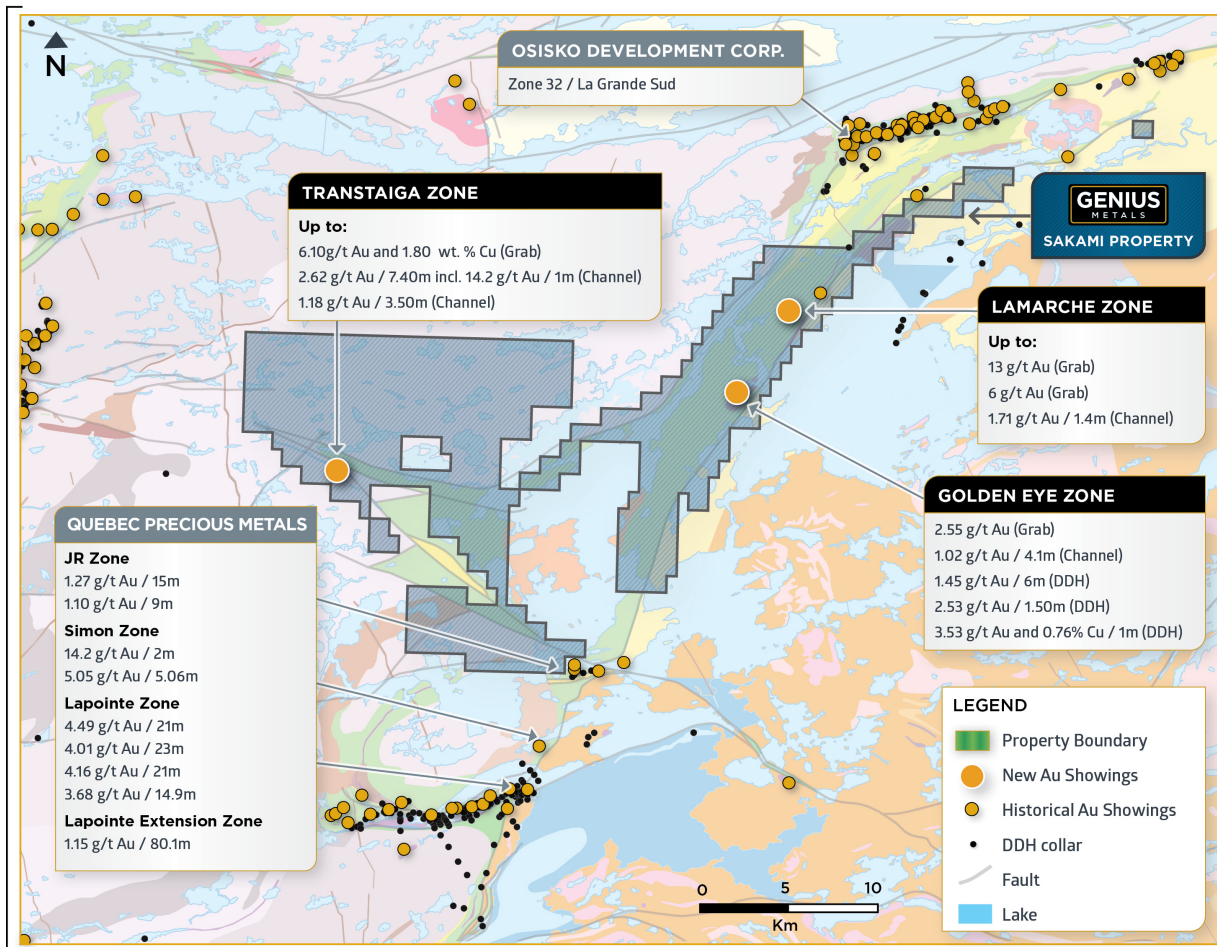 N
OSISKO DEVELOPMENT CORP.
Zone 32 / La Grande Sud
TRANSTAIGA ZONE
Up to:
6.10g/t Au and 1.80 wt. % Cu (Grab)
2.62 g/t Au / 7.40m incl. 14.2 g/t Au / 1m (Channel)
1.18 g/t Au / 3.50m (Channel)
GENIUS
METALS
SAKAMI PROPERTY
LAMARCHE ZONE
Up to:
13 g/t Au (Grab)
6 g/t Au (Grab)
1.71 g/t Au / 1.4m (Channel)
GOLDEN EYE ZONE
2.55 g/t Au (Grab)
1.02 g/t Au / 4.1m (Channel)
1.45 g/t Au / 6m (DDH)
2.53 g/t Au / 1.50m (DDH)
3.53 g/t Au and 0.76% Cu / 1m (DDH)
QUEBEC PRECIOUS METALS
JR Zone
1.27 g/t Au / 15m
1.10 g/t Au / 9m
Simon Zone
14.2 g/t Au / 2m
5.05 g/t Au / 5.06m
Lapointe Zone
4.49 g/t Au / 21m
4.01 g/t Au / 23m
4.16 g/t Au / 21m
3.68 g/t Au / 14.9m
Lapointe Extension Zone
1.15 g/t Au / 80.1m
LEGEND
Property Boundary
New Au Showings
Historical Au Showings
DDH collar
Fault
Lake
0 5 10
Km